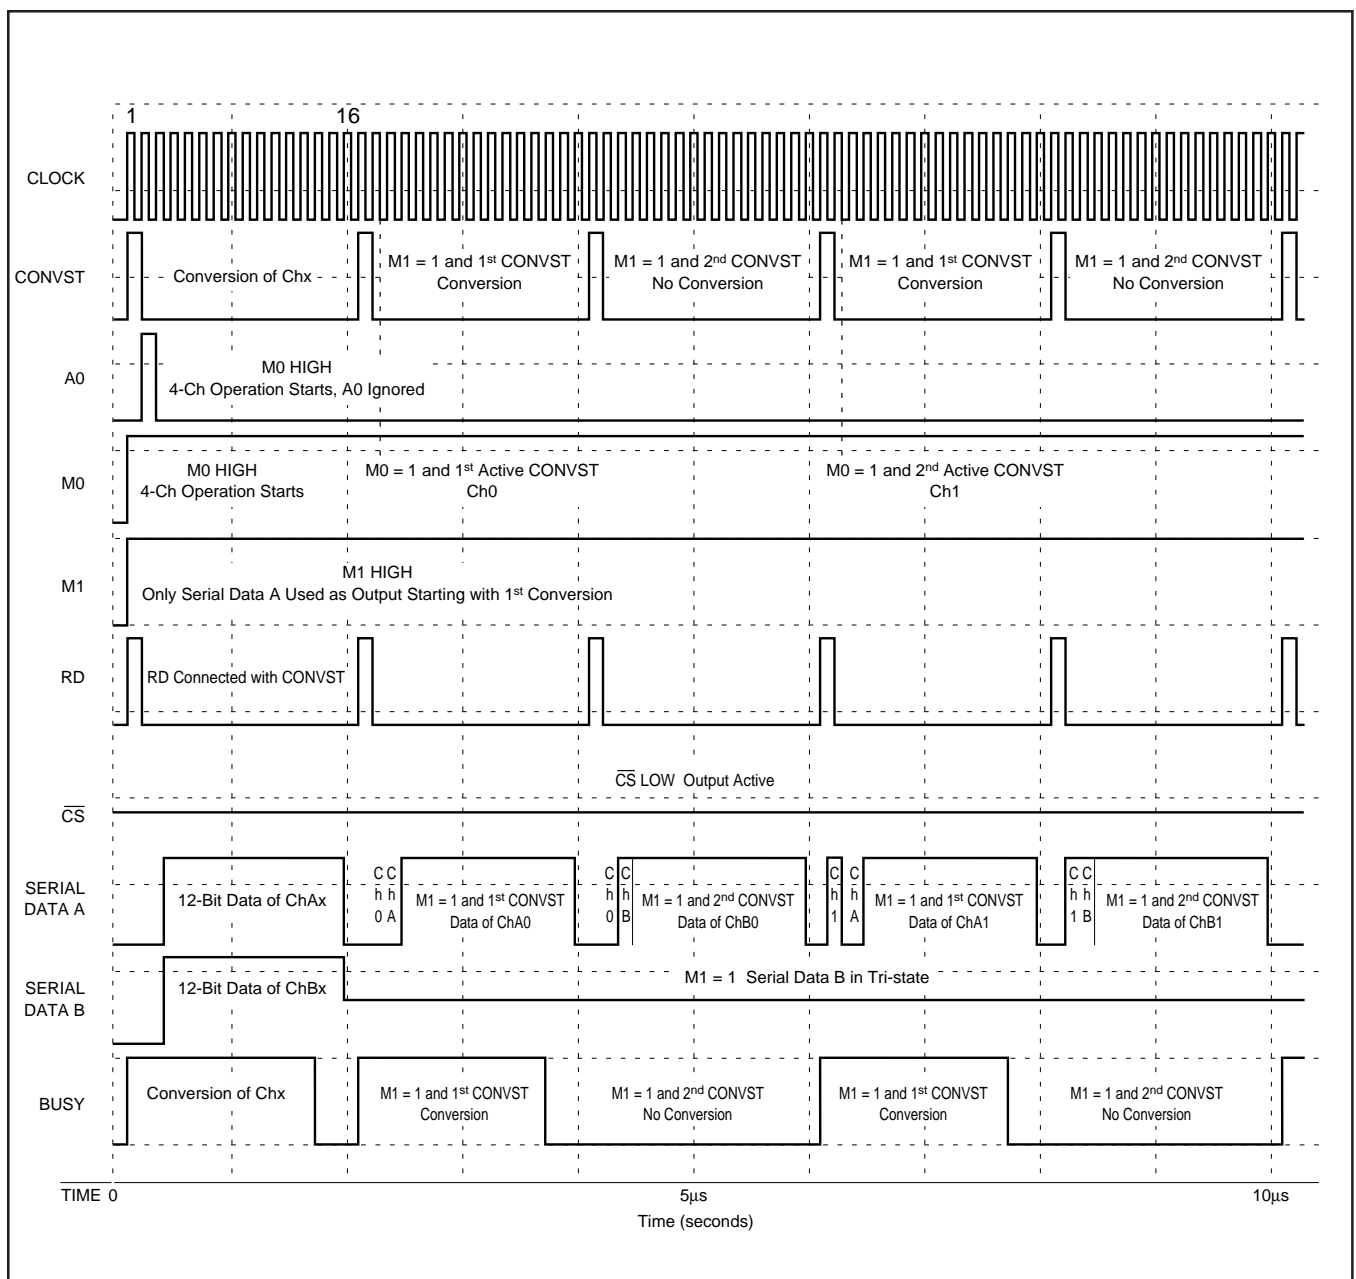 1 16
CLOCK
CONVST
Conversion of Chx
M1 = 1 and 1st CONVST
Conversion
M1 = 1 and 2nd CONVST
No Conversion
M1 = 1 and 1st CONVST
Conversion
M1 = 1 and 2nd CONVST
No Conversion
A0
M0 HIGH
4-Ch Operation Starts, A0 Ignored
M0
M0 HIGH
4-Ch Operation Starts
M0 = 1 and 1st Active CONVST
Ch0
M0 = 1 and 2nd Active CONVST
Ch1
M1
M1 HIGH
Only Serial Data A Used as Output Starting with 1st Conversion
RD
RD Connected with CONVST
CS LOW Output Active
CS
SERIAL
DATA A
12-Bit Data of ChAx
Ch0
ChA
M1 = 1 and 1st CONVST
Data of ChA0
Ch0
ChB
M1 = 1 and 2nd CONVST
Data of ChB0
Ch1
ChA
M1 = 1 and 1st CONVST
Data of ChA1
Ch1
ChB
M1 = 1 and 2nd CONVST
Data of ChB1
SERIAL
DATA B
12-Bit Data of ChBx
M1 = 1 Serial Data B in Tri-state
BUSY
Conversion of Chx
M1 = 1 and 1st CONVST
Conversion
M1 = 1 and 2nd CONVST
No Conversion
M1 = 1 and 1st CONVST
Conversion
M1 = 1 and 2nd CONVST
No Conversion
TIME 0 5µs 10µs
Time (seconds)